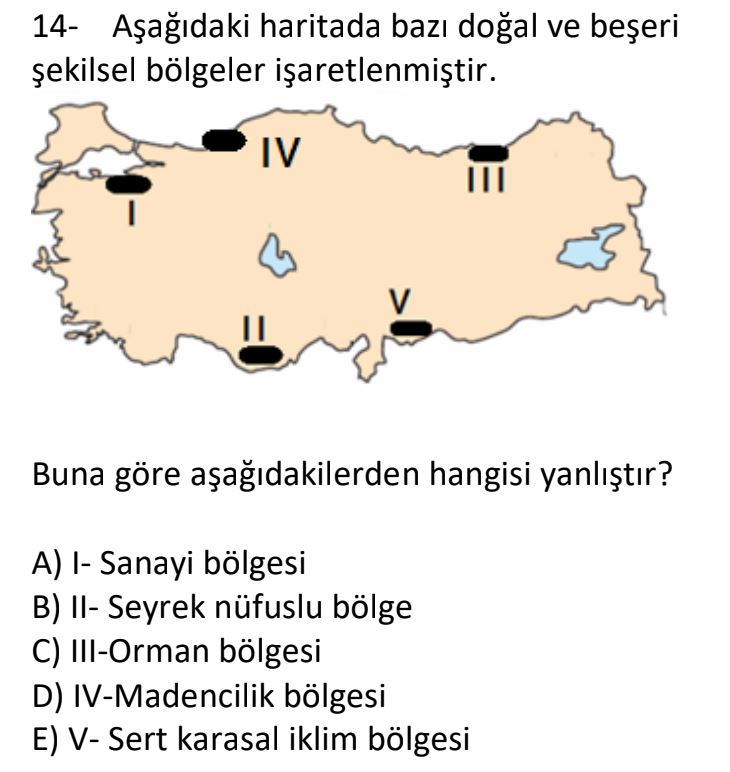 14- Aşağıdaki haritada bazı doğal ve beşeri
şekilsel bölgeler işaretlenmiştir.
IV
III
I
V
II
Buna göre aşağıdakilerden hangisi yanlıştır?
A) I- Sanayi bölgesi
B) II- Seyrek nüfuslu bölge
C) III-Orman bölgesi
D) IV-Madencilik bölgesi
E) V- Sert karasal iklim bölgesi